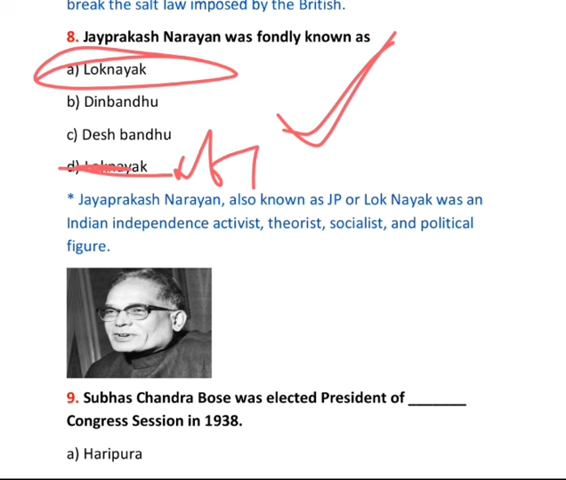 break the salt law imposed by the British.
8. Jayprakash Narayan was fondly known as
a) Loknayak
b) Dinbandhu
c) Desh bandhu
d) Loknayak
* Jayaprakash Narayan, also known as JP or Lok Nayak was an
Indian independence activist, theorist, socialist, and political
figure.
9. Subhas Chandra Bose was elected President of _______
Congress Session in 1938.
a) Haripura